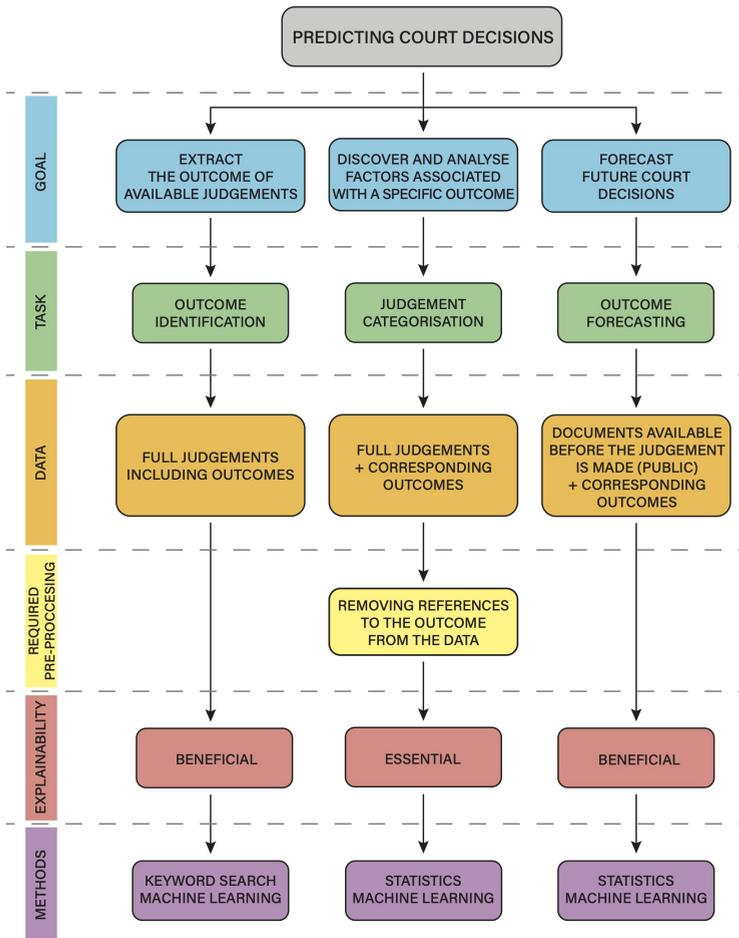 PREDICTING COURT DECISIONS
GOAL
EXTRACT
THE OUTCOME OF
AVAILABLE JUDGEMENTS
DISCOVER AND ANALYSE
FACTORS ASSOCIATED
WITH A SPECIFIC OUTCOME
FORECAST
FUTURE COURT
DECISIONS
TASK
OUTCOME
IDENTIFICATION
JUDGEMENT
CATEGORISATION
OUTCOME
FORECASTING
DATA
FULL JUDGEMENTS
INCLUDING OUTCOMES
FULL JUDGEMENTS
+ CORRESPONDING
OUTCOMES
DOCUMENTS AVAILABLE
BEFORE THE JUDGEMENT
IS MADE (PUBLIC)
+ CORRESPONDING
OUTCOMES
REQUIRED
PRE-PROCCESING
REMOVING REFERENCES
TO THE OUTCOME
FROM THE DATA
EXPLAINABILITY
BENEFICIAL
ESSENTIAL
BENEFICIAL
METHODS
KEYWORD SEARCH
MACHINE LEARNING
STATISTICS
MACHINE LEARNING
STATISTICS
MACHINE LEARNING